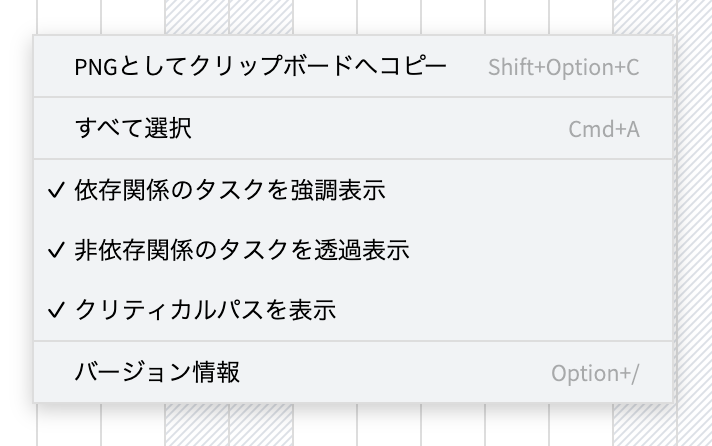 PNGとしてクリップボードへコピー Shift+Option+C
すべて選択 Cmd+A
✓ 依存関係のタスクを強調表示
✓ 非依存関係のタスクを透過表示
✓ クリティカルパスを表示
バージョン情報 Option+/